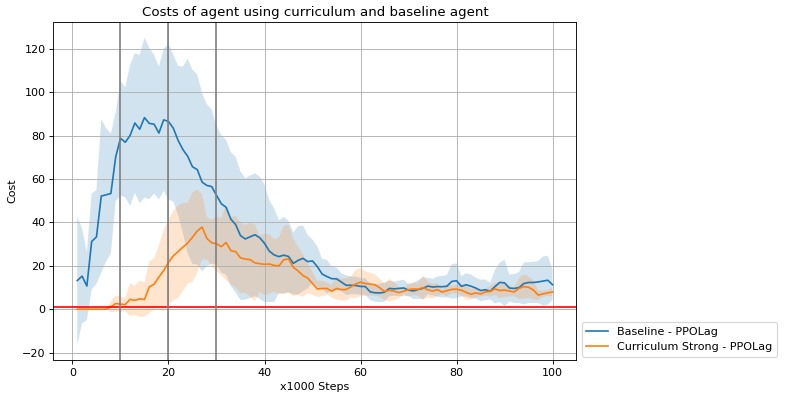 Costs of agent using curriculum and baseline agent
120
100
80
60
40
20
0
−20
Cost
0 20 40 60 80 100
x1000 Steps
Baseline - PPOLag
Curriculum Strong - PPOLag